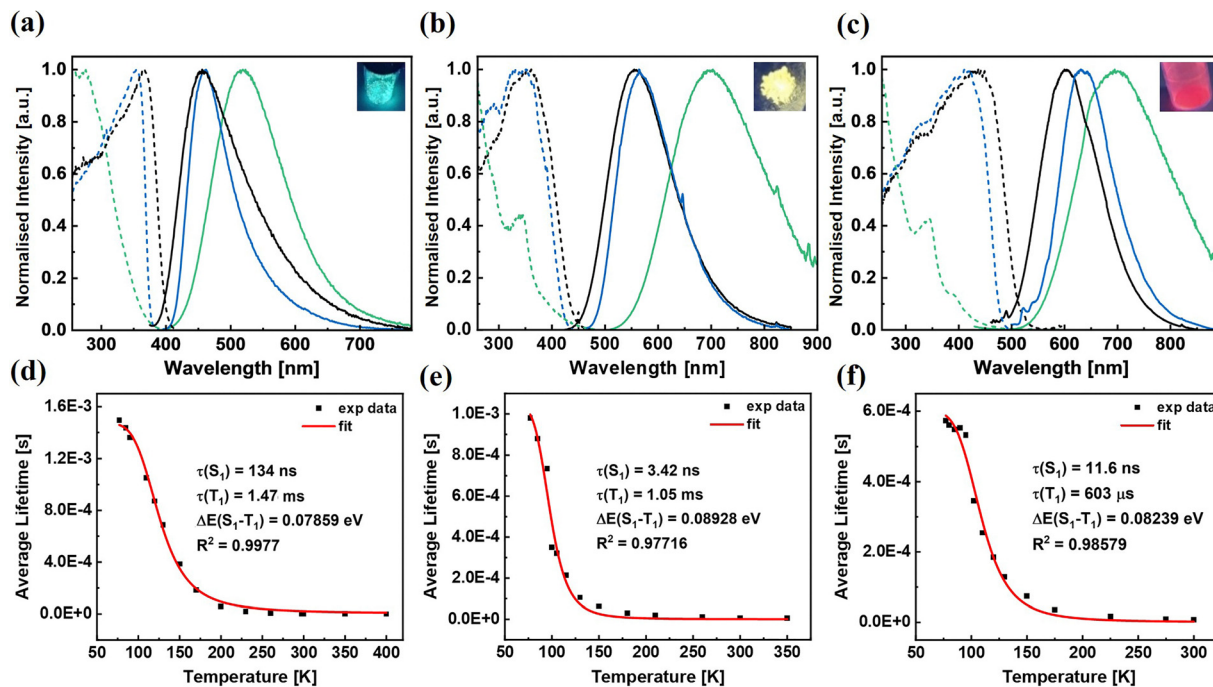 (a)
(b)
(c)
1.0
0.8
0.6
0.4
0.2
0.0
Normalised Intensity [a.u.]
300 400 500 600 700
Wavelength [nm]
1.0
0.8
0.6
0.4
0.2
0.0
Normalised Intensity [a.u.]
300 400 500 600 700 800 900
Wavelength [nm]
1.0
0.8
0.6
0.4
0.2
0.0
Normalised Intensity [a.u.]
300 400 500 600 700 800
Wavelength [nm]
(d)
(e)
(f)
1.6E-3
1.2E-3
8.0E-4
4.0E-4
0.0E+0
Average Lifetime [s]
exp data
fit
τ(S₁) = 134 ns
τ(T₁) = 1.47 ms
ΔE(S₁-T₁) = 0.07859 eV
R² = 0.9977
50 100 150 200 250 300 350 400
Temperature [K]
1.0E-3
8.0E-4
6.0E-4
4.0E-4
2.0E-4
0.0E+0
Average Lifetime [s]
exp data
fit
τ(S₁) = 3.42 ns
τ(T₁) = 1.05 ms
ΔE(S₁-T₁) = 0.08928 eV
R² = 0.97716
50 100 150 200 250 300 350
Temperature [K]
6.0E-4
4.0E-4
2.0E-4
0.0E+0
Average Lifetime [s]
exp data
fit
τ(S₁) = 11.6 ns
τ(T₁) = 603 μs
ΔE(S₁-T₁) = 0.08239 eV
R² = 0.98579
50 100 150 200 250 300
Temperature [K]